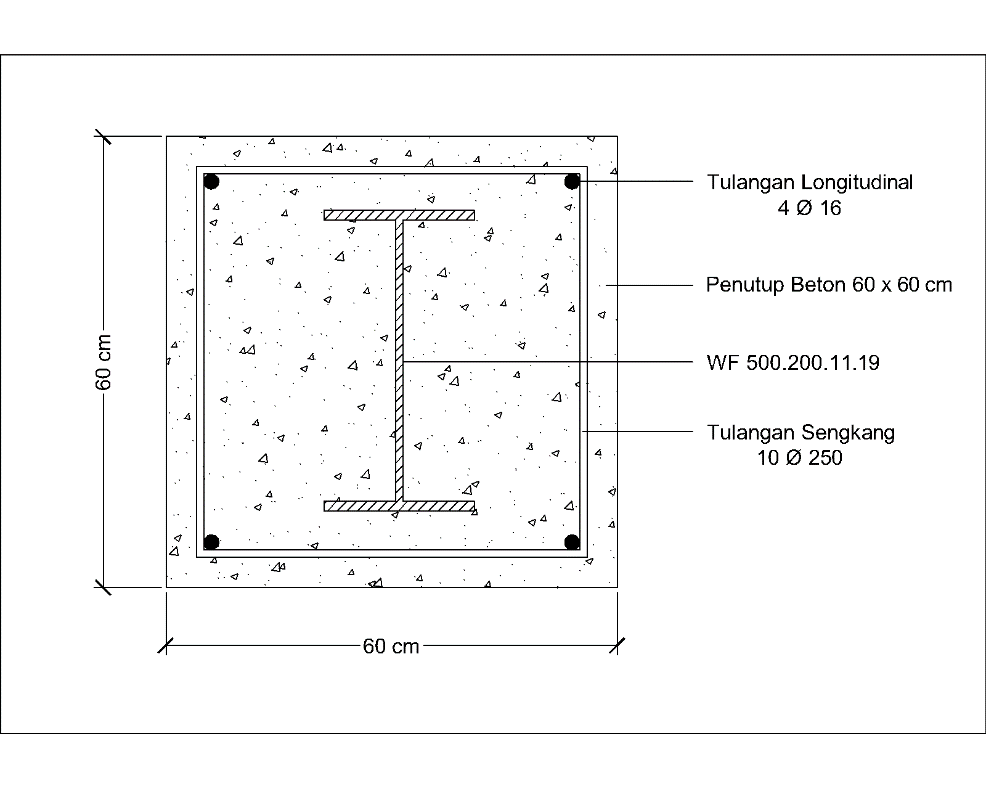 Tulangan Longitudinal
4 Ø 16
Penutup Beton 60 x 60 cm
60 cm
WF 500.200.11.19
Tulangan Sengkang
10 Ø 250
60 cm